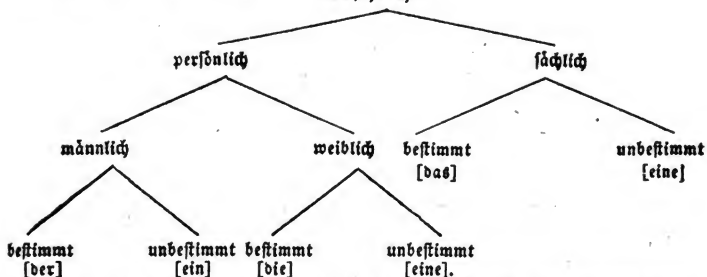 persönlich sächlich
männlich weiblich bestimmt unbestimmt
[das] [eine]
bestimmt unbestimmt bestimmt unbestimmt
[der] [ein] [die] [eine].